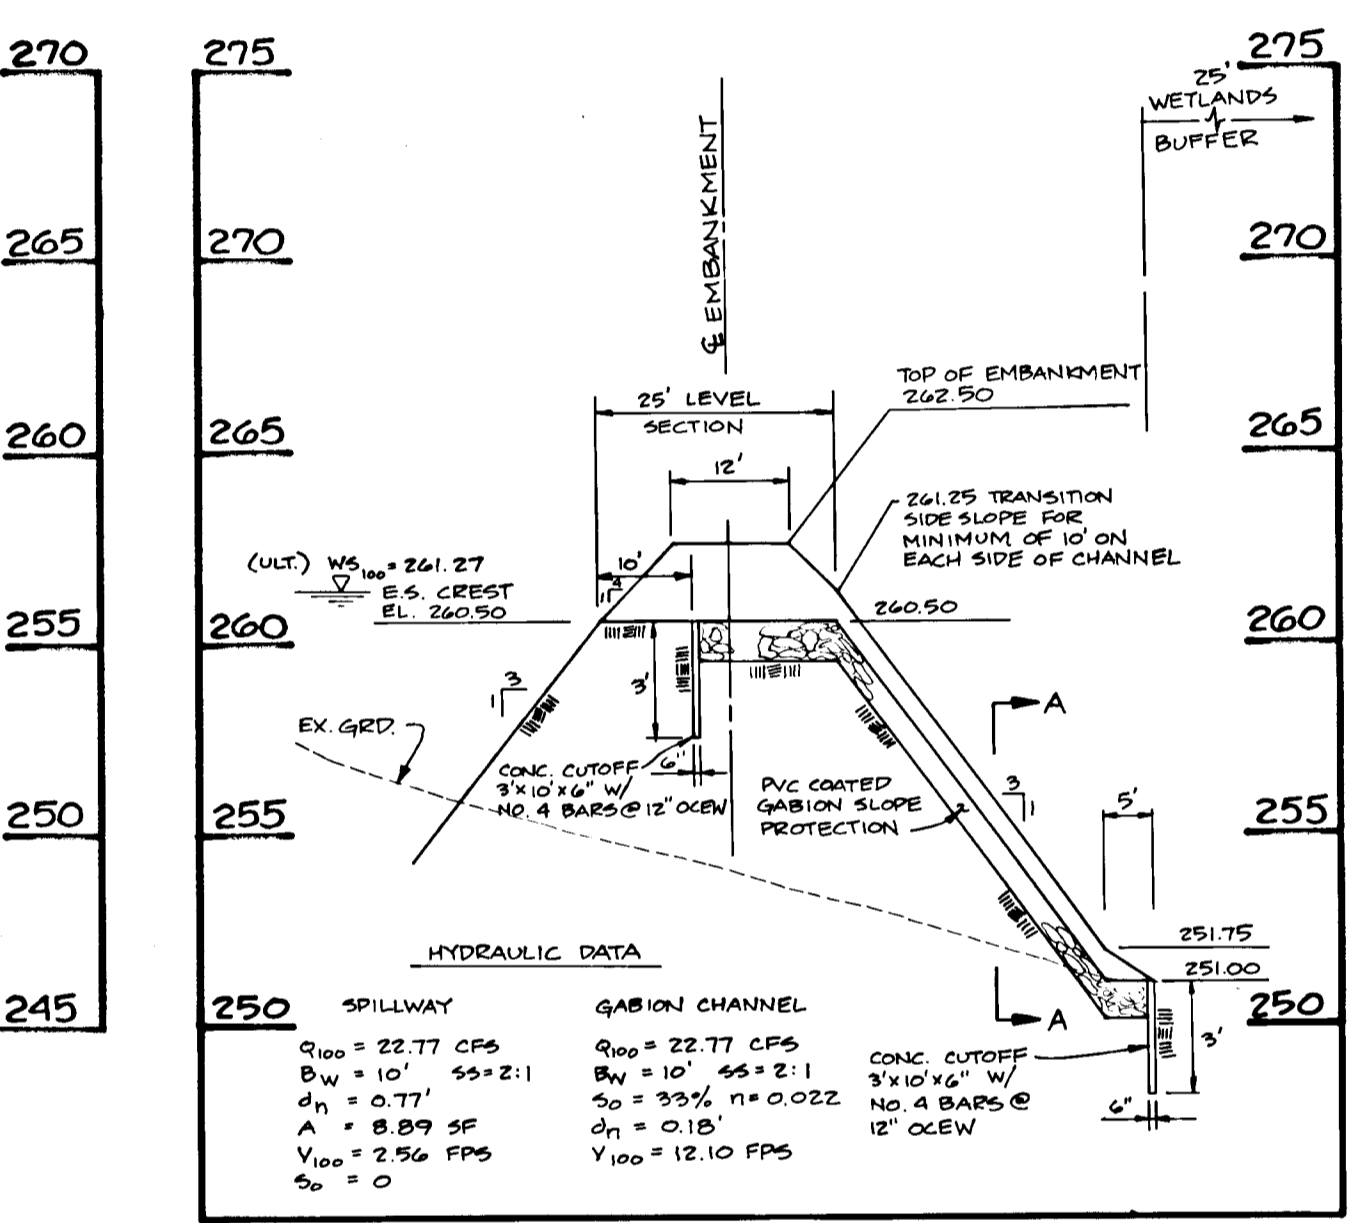 270
265
260
255
250
245
275
270
265
260
255
250
275
270
265
260
255
250
25'
WETLANDS
BUFFER
℄ EMBANKMENT
TOP OF EMBANKMENT
262.50
25' LEVEL
SECTION
12'
261.25 TRANSITION
SIDE SLOPE FOR
MINIMUM OF 10' ON
EACH SIDE OF CHANNEL
(ULT.) WS100 = 261.27
E.S. CREST
EL. 260.50
10'
4
1
260.50
3
1
3'
EX. GRD.
6"
CONC. CUTOFF
3'x10'x6" W/
NO. 4 BARS @ 12" OCEW
PVC COATED
GABION SLOPE
PROTECTION
A
3
1
5'
251.75
251.00
A
3'
CONC. CUTOFF
3'x10'x6" W/
NO. 4 BARS @
12" OCEW
6"
HYDRAULIC DATA
SPILLWAY
Q100 = 22.77 CFS
BW = 10' SS = 2:1
dn = 0.77'
A = 8.89 SF
V100 = 2.56 FPS
So = 0
GABION CHANNEL
Q100 = 22.77 CFS
BW = 10' SS = 2:1
So = 33% n = 0.022
dn = 0.18'
V100 = 12.10 FPS